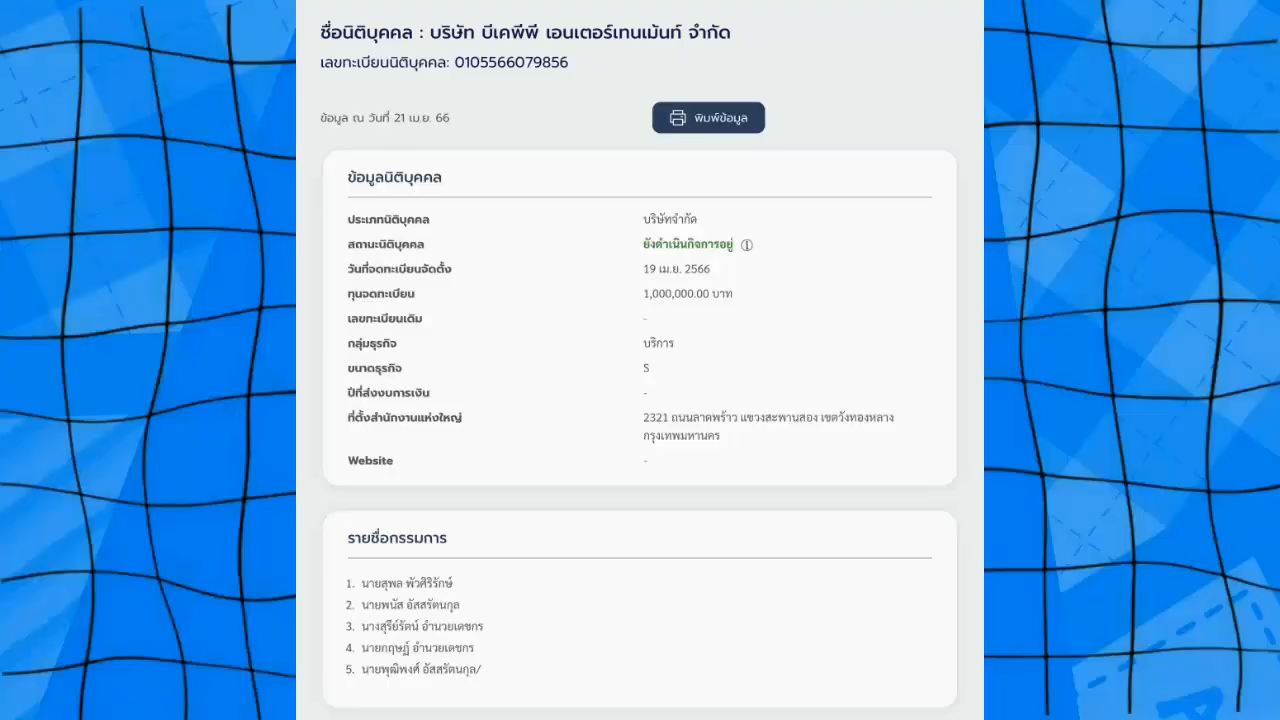 ชื่อนิติบุคคล : บริษัท บีเคพีพี เอนเตอร์เทนเม้นท์ จำกัด
เลขทะเบียนนิติบุคคล: 0105566079856
ข้อมูล ณ วันที่ 21 เม.ย. 66
พิมพ์ข้อมูล
ข้อมูลนิติบุคคล
ประเภทนิติบุคคล บริษัทจำกัด
สถานะนิติบุคคล ยังดำเนินกิจการอยู่
วันที่จดทะเบียนจัดตั้ง 19 เม.ย. 2566
ทุนจดทะเบียน 1,000,000.00 บาท
เลขทะเบียนเดิม -
กลุ่มธุรกิจ บริการ
ขนาดธุรกิจ S
ปีที่ส่งงบการเงิน -
ที่ตั้งสำนักงานแห่งใหญ่ 2321 ถนนลาดพร้าว แขวงสะพานสอง เขตวังทองหลาง
กรุงเทพมหานคร
Website -
รายชื่อกรรมการ
1. นายสุพล พัวศิริรักษ์
2. นายพนัส อัสสรัตนกุล
3. นางสุรีย์รัตน์ อำนวยเดชกร
4. นายกฤษฏ์ อำนวยเดชกร
5. นายพุฒิพงศ์ อัสสรัตนกุล/